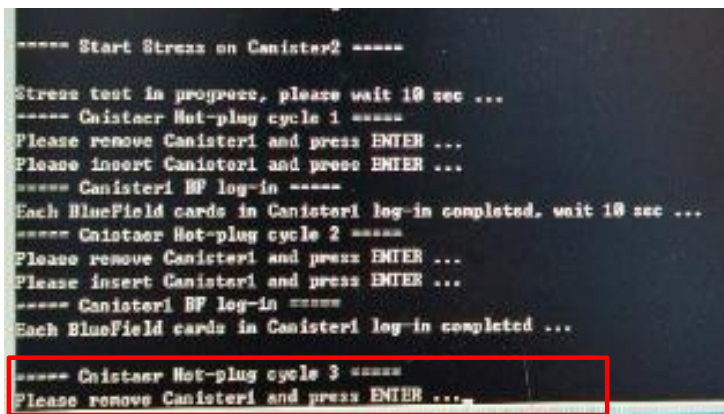 ===== Start Stress on Canister2 =====
Stress test in progress, please wait 10 sec ...
===== Cnistaer Hot-plug cycle 1 =====
Please remove Canister1 and press ENTER ...
Please insert Canister1 and press ENTER ...
===== Canister1 BF log-in =====
Each BlueField cards in Canister1 log-in completed, wait 10 sec ...
===== Cnistaer Hot-plug cycle 2 =====
Please remove Canister1 and press ENTER ...
Please insert Canister1 and press ENTER ...
===== Canister1 BF log-in =====
Each BlueField cards in Canister1 log-in completed ...
===== Cnistaer Hot-plug cycle 3 =====
Please remove Canister1 and press ENTER ..._